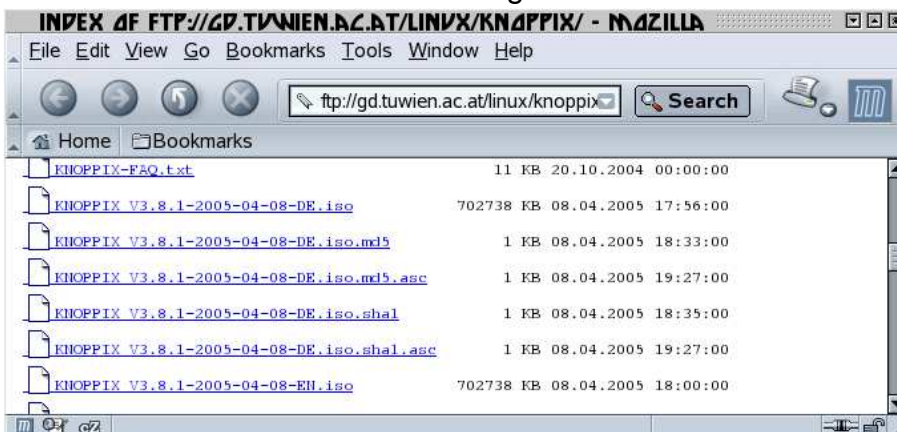 INDEX OF FTP://GD.TUWIEN.AC.AT/LINUX/KNOPPIX/ - MOZILLA
File Edit View Go Bookmarks Tools Window Help
ftp://gd.tuwien.ac.at/linux/knoppix Search
Home Bookmarks
KNOPPIX-FAQ.txt 11 KB 20.10.2004 00:00:00
KNOPPIX V3.8.1-2005-04-08-DE.iso 702738 KB 08.04.2005 17:56:00
KNOPPIX V3.8.1-2005-04-08-DE.iso.md5 1 KB 08.04.2005 18:33:00
KNOPPIX V3.8.1-2005-04-08-DE.iso.md5.asc 1 KB 08.04.2005 19:27:00
KNOPPIX V3.8.1-2005-04-08-DE.iso.sha1 1 KB 08.04.2005 18:35:00
KNOPPIX V3.8.1-2005-04-08-DE.iso.sha1.asc 1 KB 08.04.2005 19:27:00
KNOPPIX V3.8.1-2005-04-08-EN.iso 702738 KB 08.04.2005 18:00:00